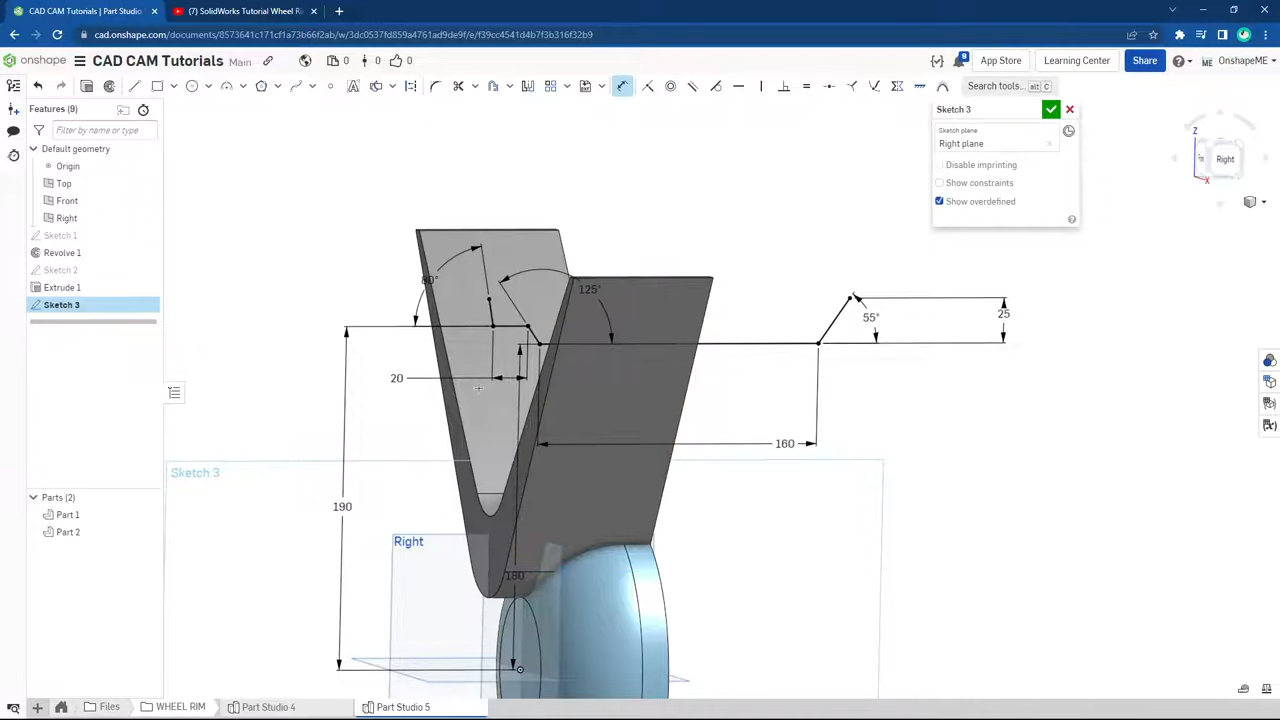 CAD CAM Tutorials | Part Studio
(7) SolidWorks Tutorial Wheel Ri
cad.onshape.com/documents/8573641c171cf1a73b66f2ab/w/3dc0537fd859a4761ad9de9f/e/f39cc4541d4b7f3b316f32b9
onshape
CAD CAM Tutorials
Main
0
0
0
9
App Store
Learning Center
Share
OnshapeME
Search tools...
alt
C
Features (9)
Filter by name or type
Default geometry
Origin
Top
Front
Right
Sketch 1
Revolve 1
Sketch 2
Extrude 1
Sketch 3
Parts (2)
Part 1
Part 2
Sketch 3
Sketch plane
Right plane
Disable imprinting
Show constraints
Show overdefined
Z
Right
X
80°
125°
55°
25
20
160
190
180
Sketch 3
Right
Files
WHEEL RIM
Part Studio 4
Part Studio 5